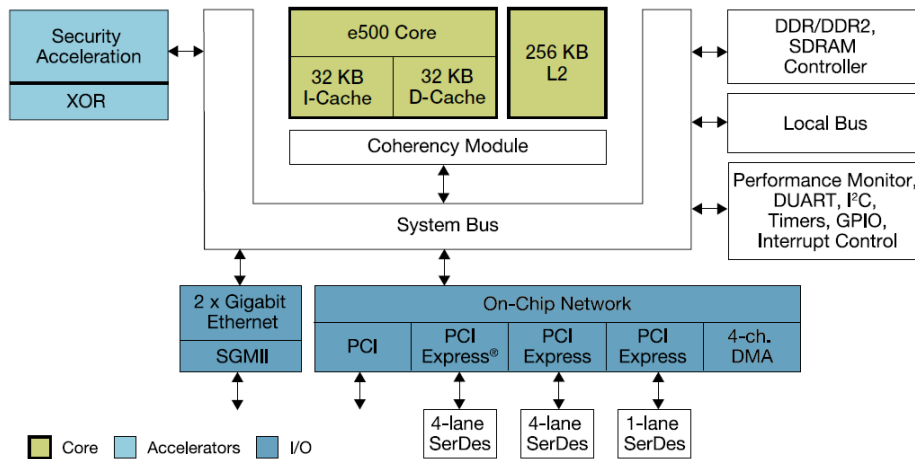 Security
Acceleration
XOR
e500 Core
32 KB
I-Cache
32 KB
D-Cache
256 KB
L2
Coherency Module
System Bus
DDR/DDR2,
SDRAM
Controller
Local Bus
Performance Monitor,
DUART, I²C,
Timers, GPIO,
Interrupt Control
2 x Gigabit
Ethernet
SGMII
On-Chip Network
PCI
PCI
Express®
PCI
Express
PCI
Express
4-ch.
DMA
4-lane
SerDes
4-lane
SerDes
1-lane
SerDes
Core
Accelerators
I/O